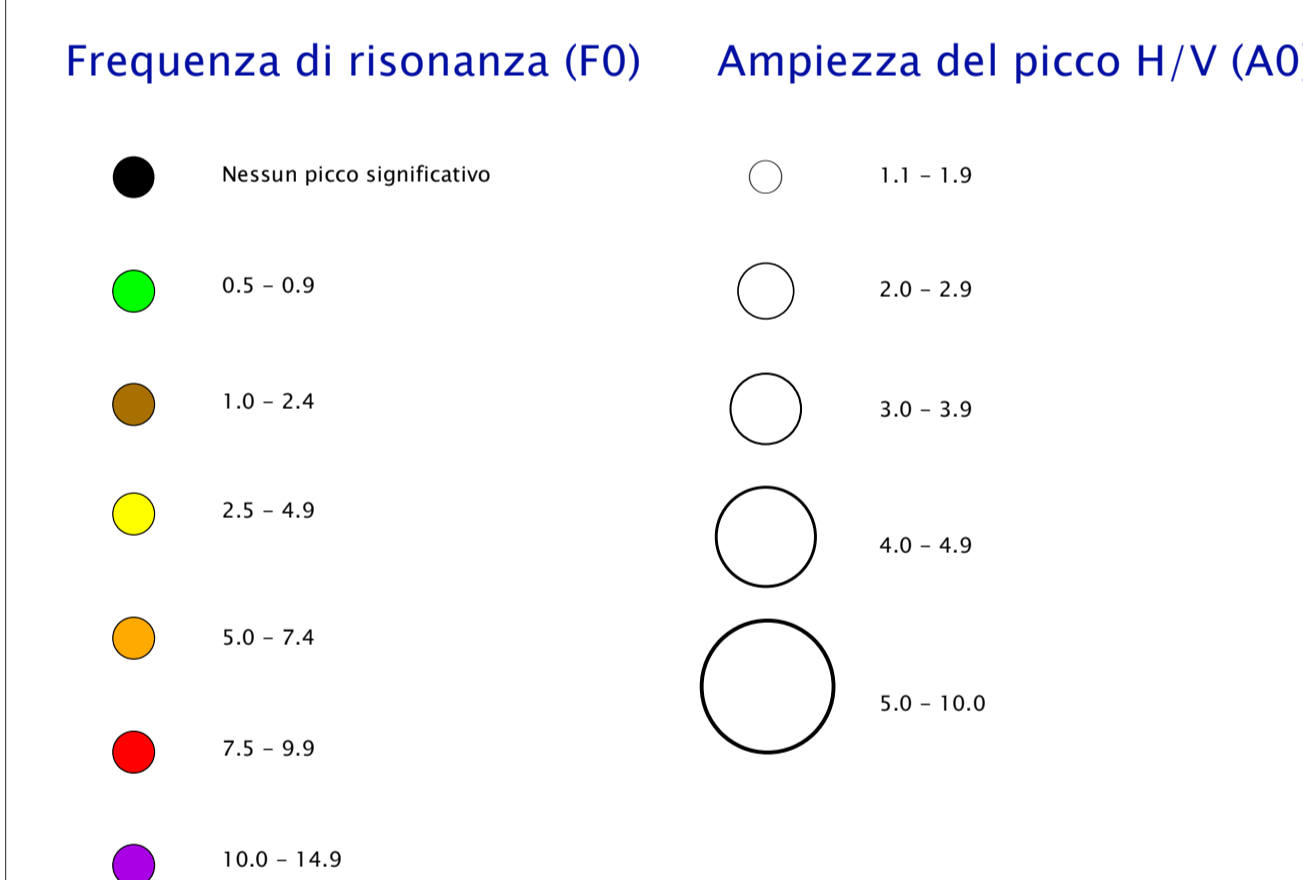 Frequenza di risonanza (F0)
Nessun picco significativo
0.5 – 0.9
1.0 – 2.4
2.5 – 4.9
5.0 – 7.4
7.5 – 9.9
10.0 – 14.9
Ampiezza del picco H/V (A0)
1.1 – 1.9
2.0 – 2.9
3.0 – 3.9
4.0 – 4.9
5.0 – 10.0